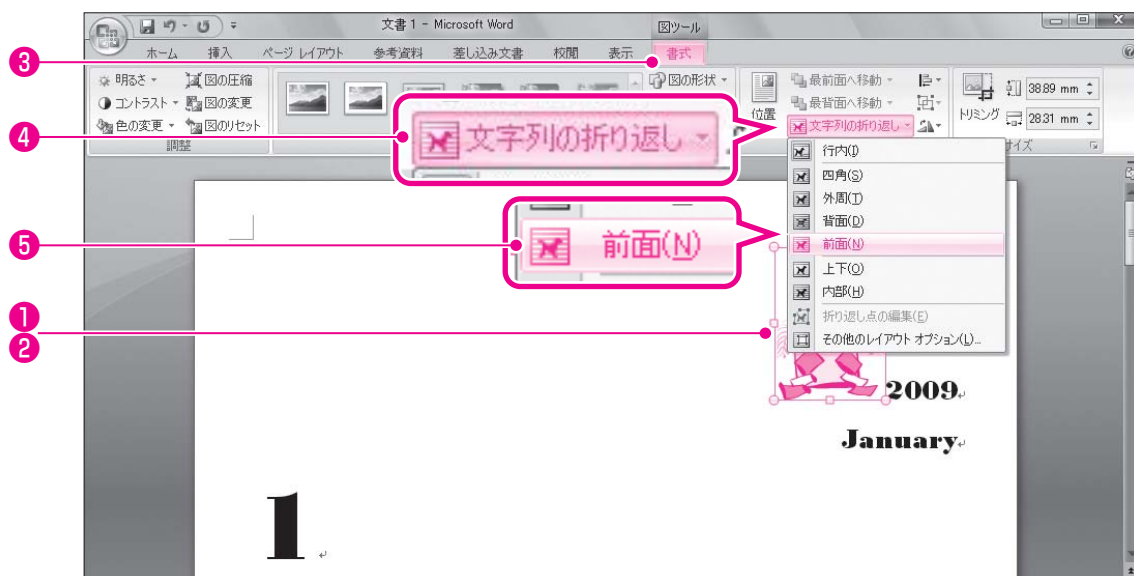 文書 1 - Microsoft Word
図ツール
ホーム 挿入 ページ レイアウト 参考資料 差し込み文書 校閲 表示 書式
❸
明るさ 図の圧縮
コントラスト 図の変更
色の変更 図のリセット
調整
図の形状
位置
最前面へ移動
最背面へ移動
文字列の折り返し
トリミング
38.89 mm
28.31 mm
サイズ
❹
文字列の折り返し
行内(I)
四角(S)
外周(T)
背面(D)
前面(N)
上下(O)
内部(H)
折り返し点の編集(E)
その他のレイアウト オプション(L)...
❺
前面(N)
❶
❷
2009
January
1